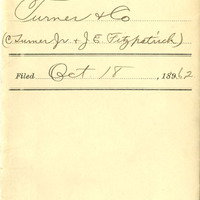 Turner & Co
(C Turner Jr. & J E Fitzpatrick)
Filed Oct. 18, 1892